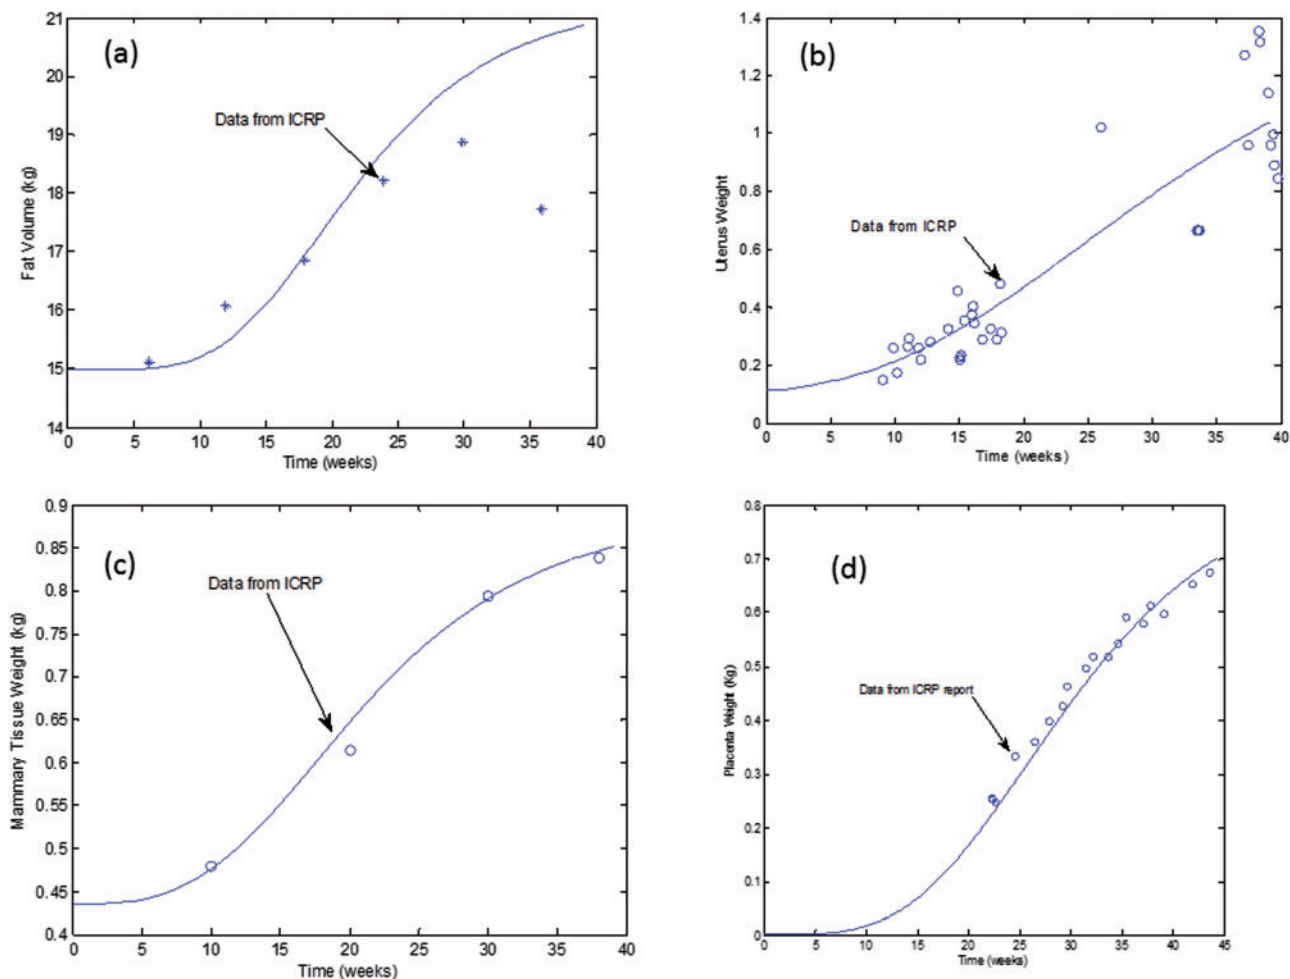 (a)
Data from ICRP
Fat Volume (kg)
21
20
19
18
17
16
15
14
0 5 10 15 20 25 30 35 40
Time (weeks)
(b)
Data from ICRP
Uterus Weight
1.4
1.2
1
0.8
0.6
0.4
0.2
0
0 5 10 15 20 25 30 35 40
Time (weeks)
(c)
Data from ICRP
Mammary Tissue Weight (kg)
0.9
0.85
0.8
0.75
0.7
0.65
0.6
0.55
0.5
0.45
0.4
0 5 10 15 20 25 30 35 40
Time (weeks)
(d)
Data from ICRP report
Placenta Weight (Kg)
0.8
0.7
0.6
0.5
0.4
0.3
0.2
0.1
0
0 5 10 15 20 25 30 35 40 45
Time (weeks)